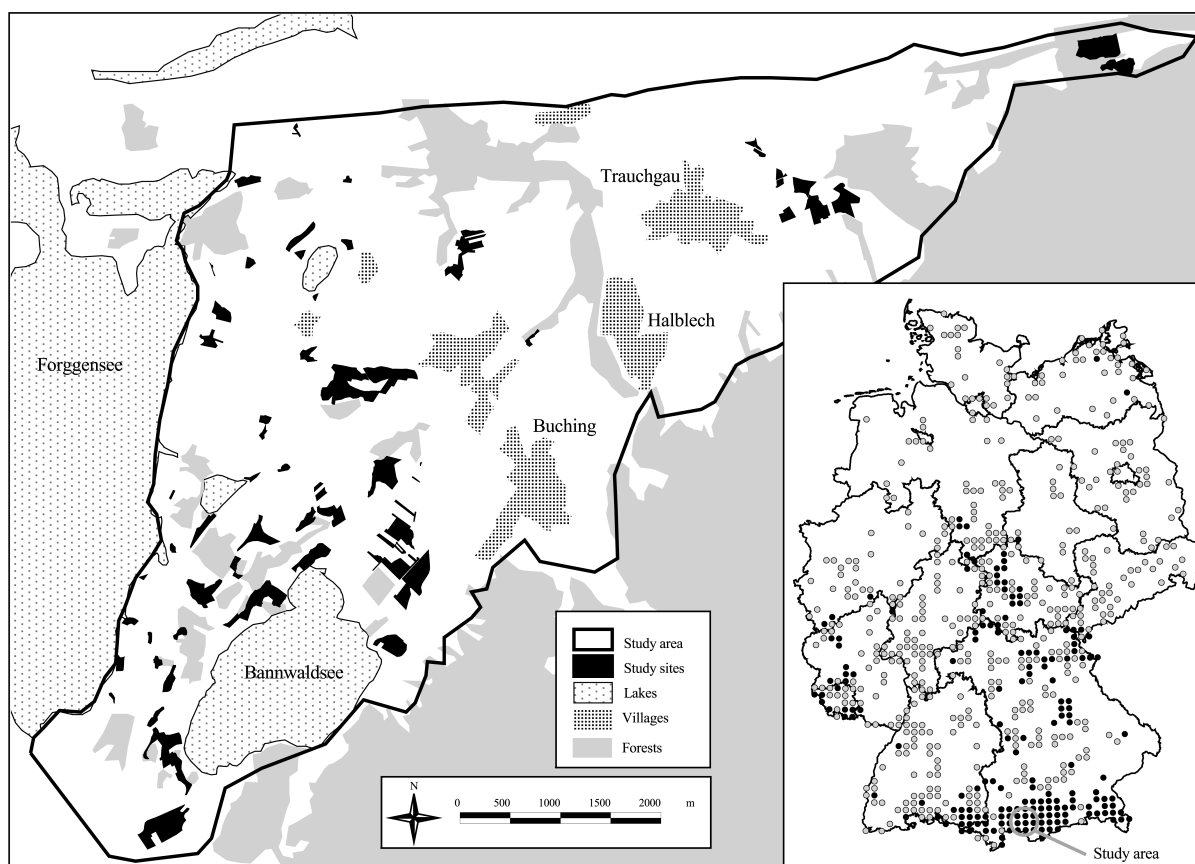 Trauchgau
Halblech
Forggensee
Buching
Bannwaldsee
Study area
Study sites
Lakes
Villages
Forests
N
0 500 1000 1500 2000 m
Study area